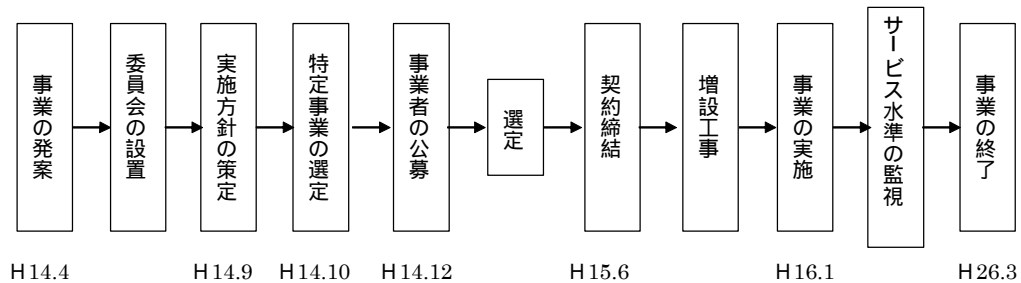 事業の発案
委員会の設置
実施方針の策定
特定事業の選定
事業者の公募
選定
契約締結
増設工事
事業の実施
サービス水準の監視
事業の終了
H14.4
H14.9
H14.10
H14.12
H15.6
H16.1
H26.3